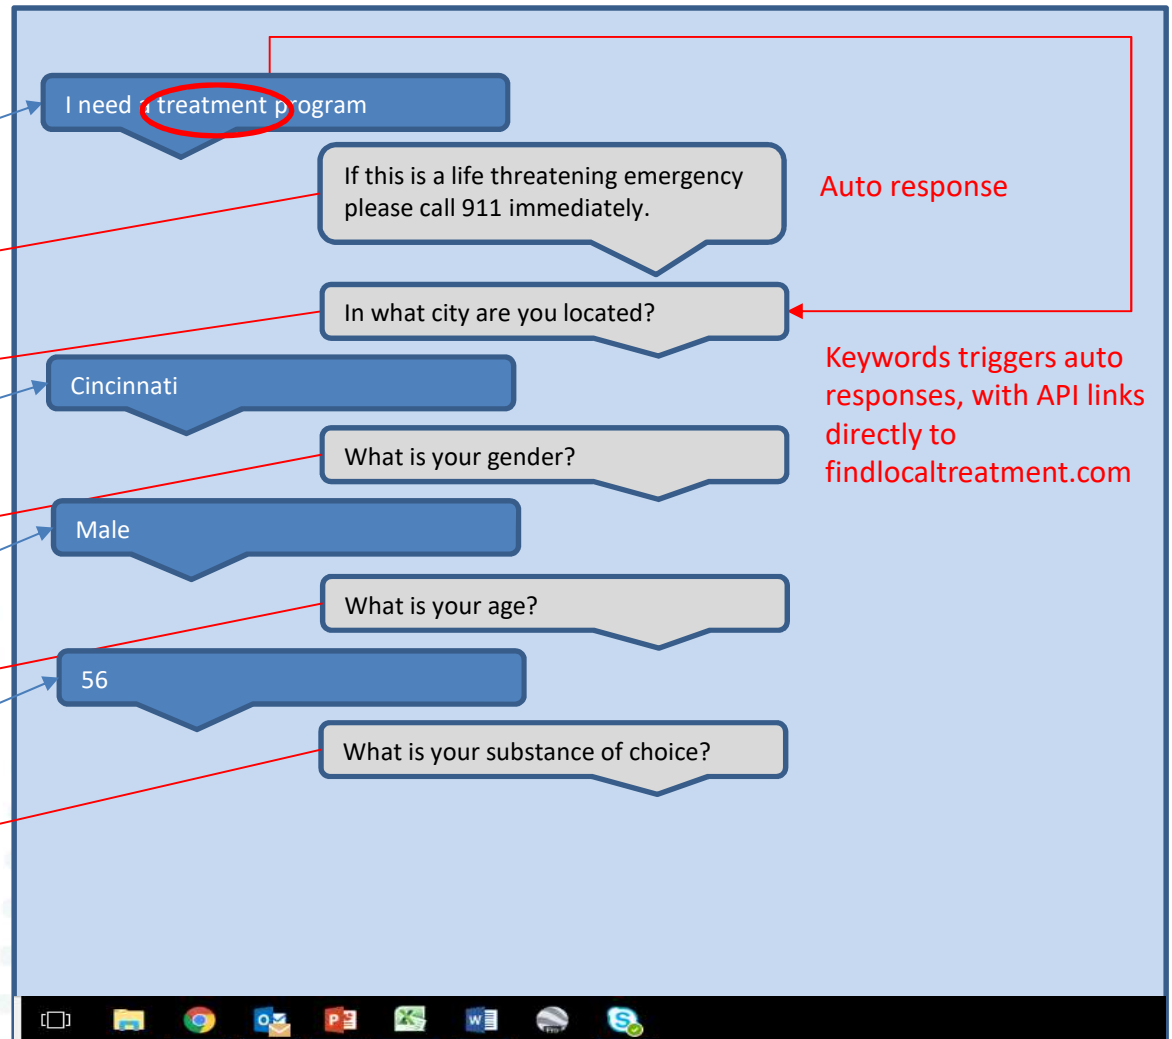 I need a treatment program
If this is a life threatening emergency
please call 911 immediately.
Auto response
In what city are you located?
Keywords triggers auto
responses, with API links
directly to
findlocaltreatment.com
Cincinnati
What is your gender?
Male
What is your age?
56
What is your substance of choice?